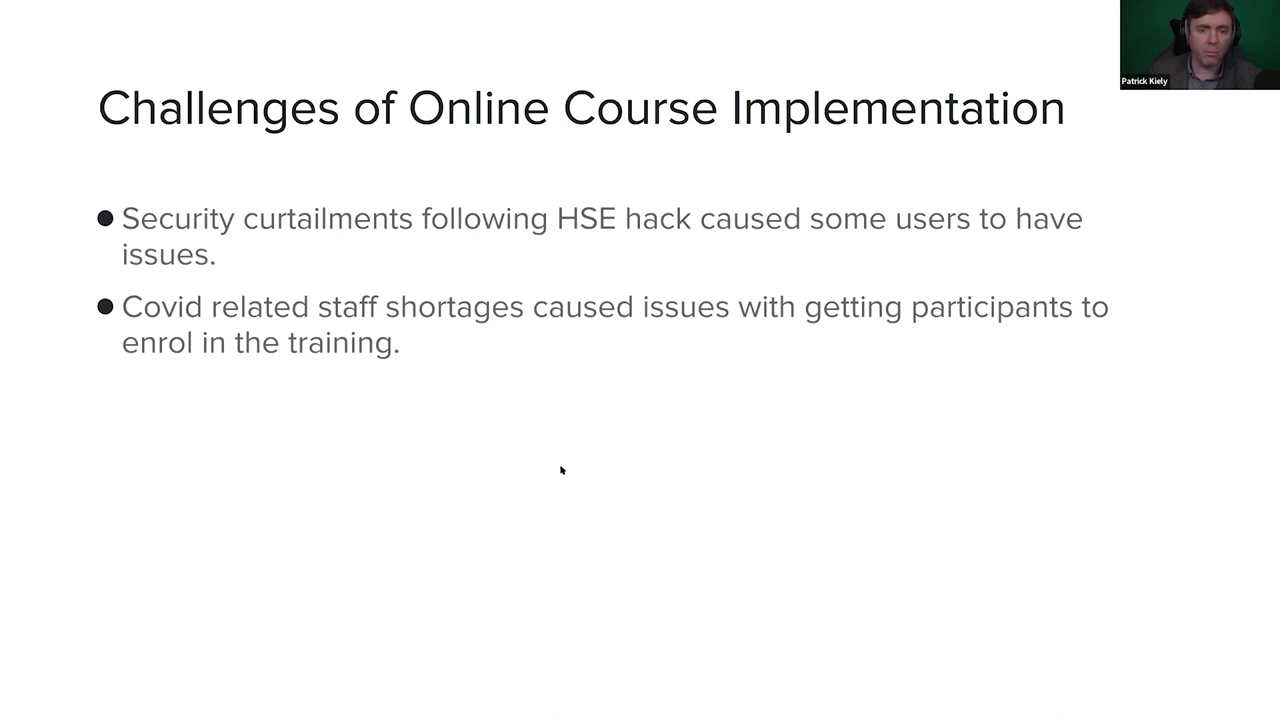 Patrick Kiely
Challenges of Online Course Implementation
● Security curtailments following HSE hack caused some users to have
issues.
● Covid related staff shortages caused issues with getting participants to
enrol in the training.